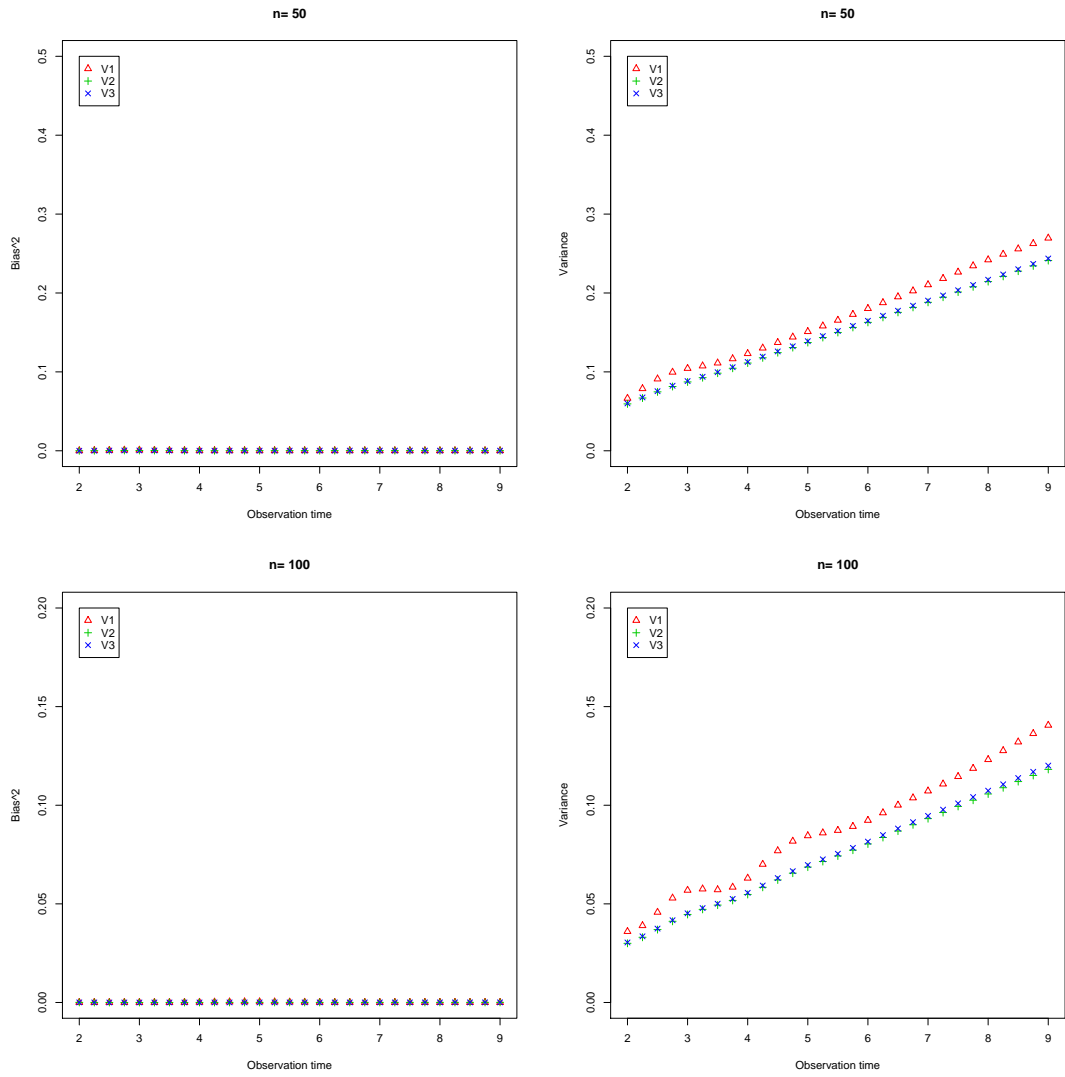 n= 50
V1
V2
V3
0.0
0.1
0.2
0.3
0.4
0.5
Bias^2
2 3 4 5 6 7 8 9
Observation time
n= 50
V1
V2
V3
0.0
0.1
0.2
0.3
0.4
0.5
Variance
2 3 4 5 6 7 8 9
Observation time
n= 100
V1
V2
V3
0.00
0.05
0.10
0.15
0.20
Bias^2
2 3 4 5 6 7 8 9
Observation time
n= 100
V1
V2
V3
0.00
0.05
0.10
0.15
0.20
Variance
2 3 4 5 6 7 8 9
Observation time